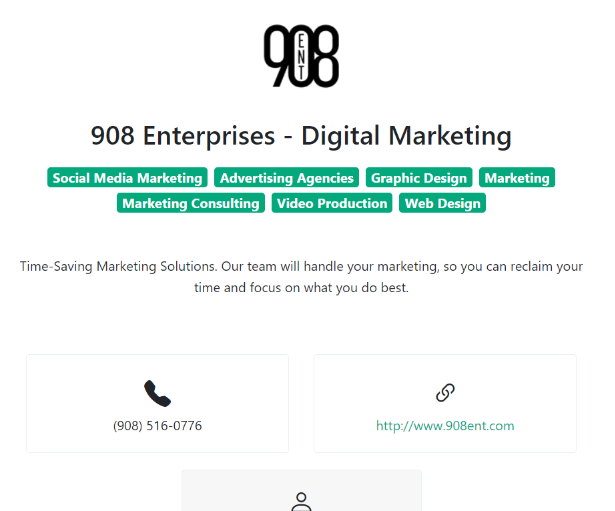 908
ENT
908 Enterprises - Digital Marketing
Social Media Marketing Advertising Agencies Graphic Design Marketing
Marketing Consulting Video Production Web Design
Time-Saving Marketing Solutions. Our team will handle your marketing, so you can reclaim your
time and focus on what you do best.
(908) 516-0776
http://www.908ent.com